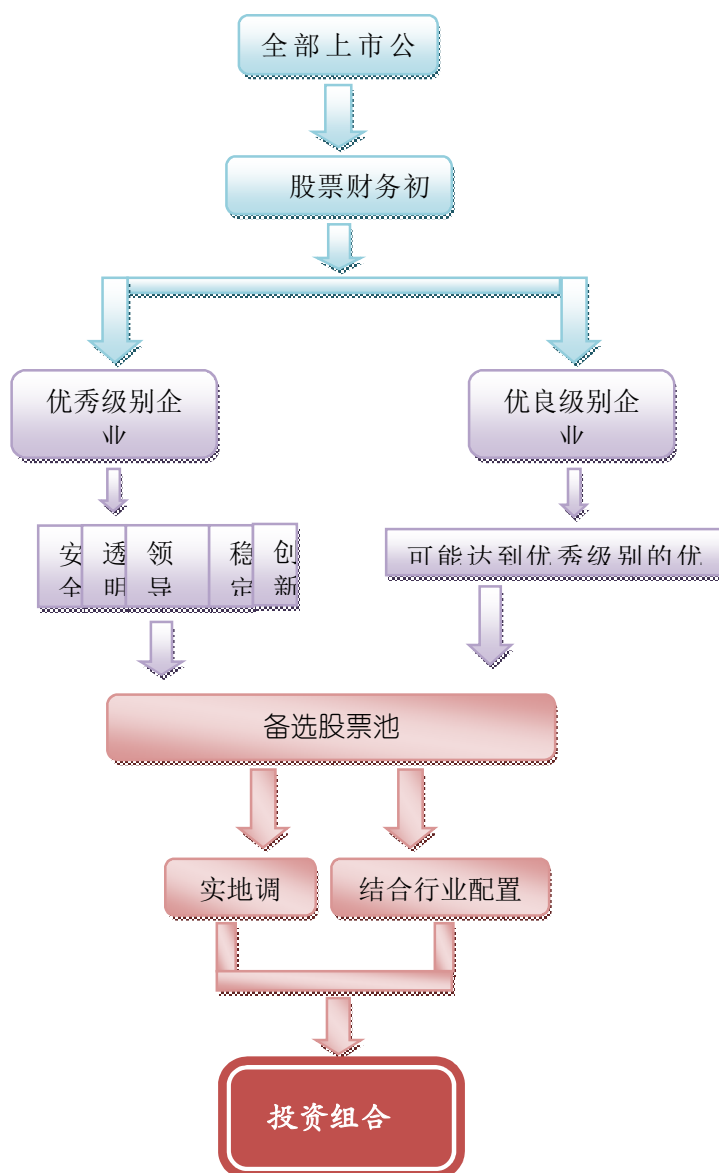 全部上市公
股票财务初
优秀级别企
业
优良级别企
业
安全
透明
领导
稳定
创新
可能达到优秀级别的优
备选股票池
实地调
结合行业配置
投资组合